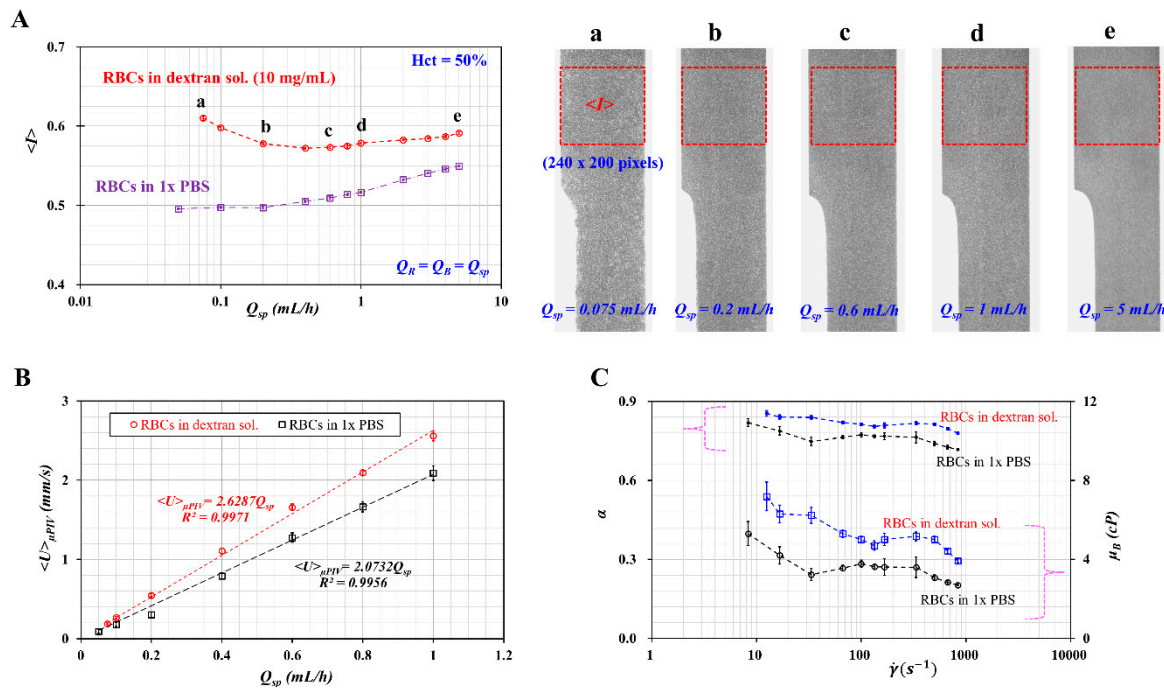 A
0.7
0.6
0.5
0.4
<I>
0.01
0.1
1
10
Q_sp (mL/h)
Hct = 50%
RBCs in dextran sol. (10 mg/mL)
a
b
c
d
e
RBCs in 1x PBS
Q_R = Q_B = Q_sp
a
b
c
d
e
<I>
(240 x 200 pixels)
Q_sp = 0.075 mL/h
Q_sp = 0.2 mL/h
Q_sp = 0.6 mL/h
Q_sp = 1 mL/h
Q_sp = 5 mL/h
B
3
2
1
0
<U>_μPIV (mm/s)
RBCs in dextran sol.
RBCs in 1x PBS
<U>_μPIV= 2.6287Q_sp
R² = 0.9971
<U>_μPIV= 2.0732Q_sp
R² = 0.9956
0
0.2
0.4
0.6
0.8
1
1.2
Q_sp (mL/h)
C
0.9
0.6
0.3
0.0
α
12
8
4
0
μ_B (cP)
RBCs in dextran sol.
RBCs in 1x PBS
RBCs in dextran sol.
RBCs in 1x PBS
1
10
100
1000
10000
γ̇(s⁻¹)